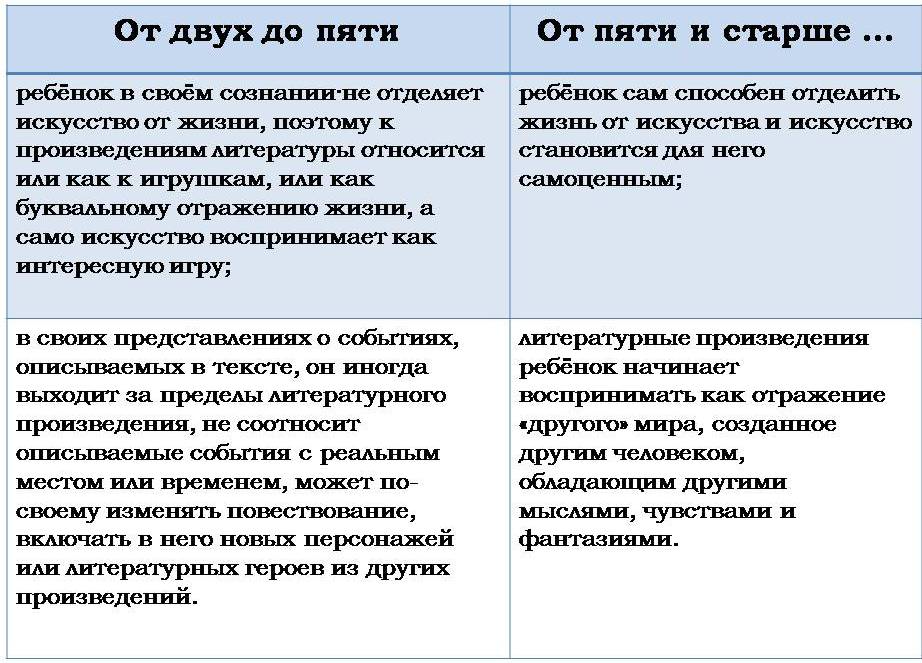 От двух до пяти
От пяти и старше ...
ребёнок в своём сознании·не отделяет
искусство от жизни, поэтому к
произведениям литературы относится
или как к игрушкам, или как
буквальному отражению жизни, а
само искусство воспринимает как
интересную игру;
ребёнок сам способен отделить
жизнь от искусства и искусство
становится для него
самоценным;
в своих представлениях о событиях,
описываемых в тексте, он иногда
выходит за пределы литературного
произведения, не соотносит
описываемые события с реальным
местом или временем, может по-
своему изменять повествование,
включать в него новых персонажей
или литературных героев из других
произведений.
литературные произведения
ребёнок начинает
воспринимать как отражение
«другого» мира, созданное
другим человеком,
обладающим другими
мыслями, чувствами и
фантазиями.